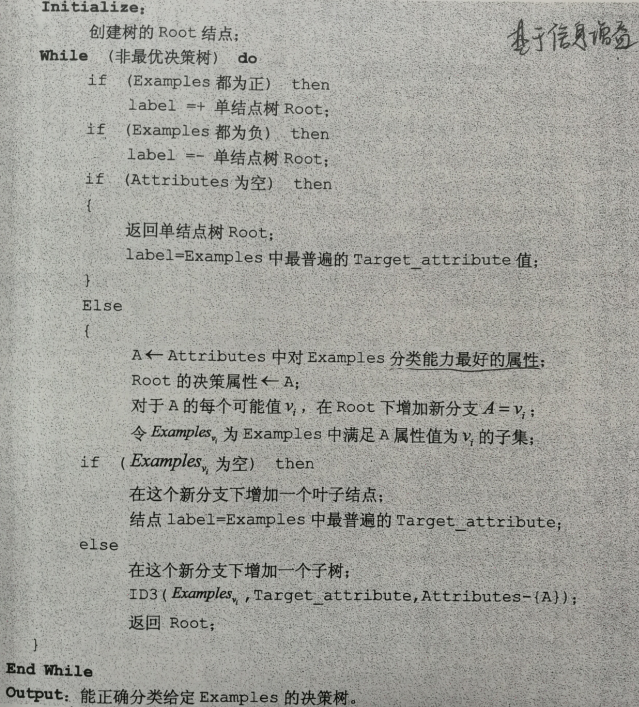 Initialize:
基于信息增益
创建树的 Root 结点;
While (非最优决策树) do
if (Examples 都为正) then
label =+ 单结点树 Root;
if (Examples 都为负) then
label =- 单结点树 Root;
if (Attributes 为空) then
{
返回单结点树 Root;
label=Examples 中最普遍的 Target_attribute 值;
}
Else
{
A← Attributes 中对 Examples 分类能力最好的属性;
Root 的决策属性← A;
对于 A 的每个可能值 vᵢ，在 Root 下增加新分支 A = vᵢ;
令 Examples_vᵢ 为 Examples 中满足 A 属性值为 vᵢ 的子集;
if (Examples_vᵢ 为空) then
在这个新分支下增加一个叶子结点;
结点 label=Examples 中最普遍的 Target_attribute;
else
在这个新分支下增加一个子树;
ID3(Examples_vᵢ,Target_attribute,Attributes-{A});
返回 Root;
}
End While
Output: 能正确分类给定 Examples 的决策树。